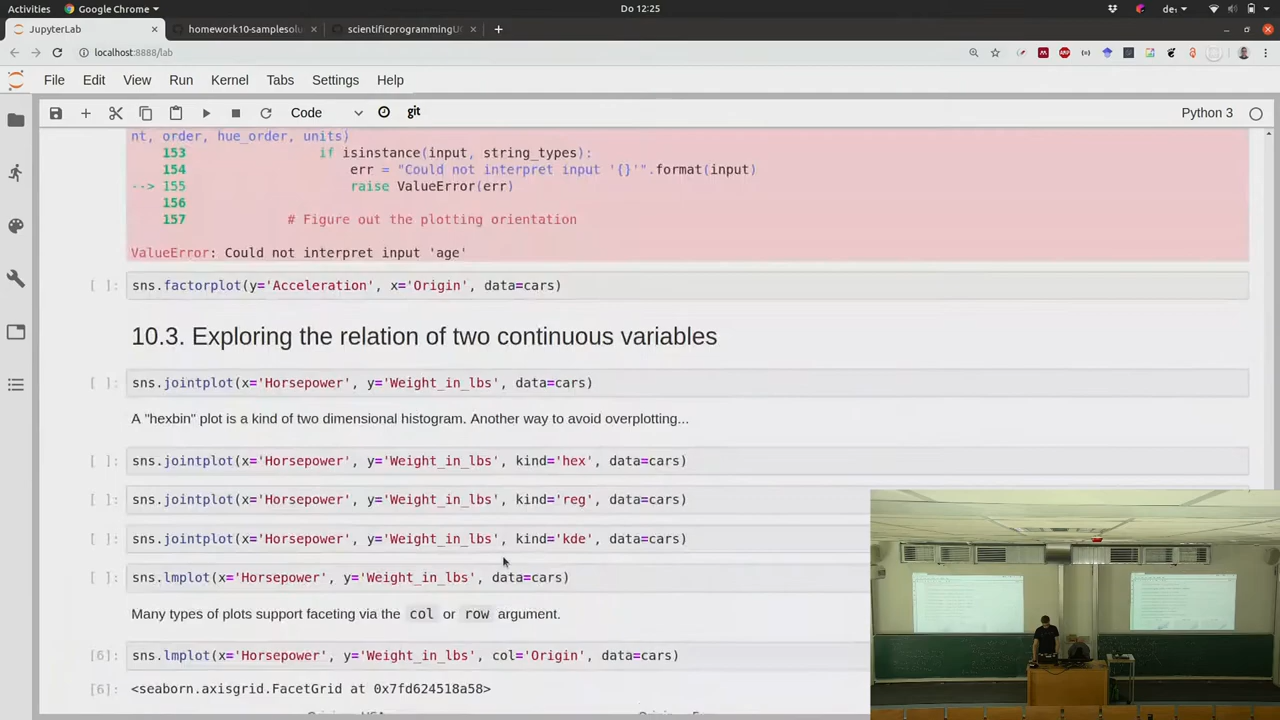 Activities Google Chrome Do 12:25 de
JupyterLab homework10-samplesolu scientificprogrammingU
localhost:8888/lab
File Edit View Run Kernel Tabs Settings Help
Code git Python 3
nt, order, hue_order, units)
153 if isinstance(input, string_types):
154 err = "Could not interpret input '{}'".format(input)
--> 155 raise ValueError(err)
156
157 # Figure out the plotting orientation
ValueError: Could not interpret input 'age'
[ ]: sns.factorplot(y='Acceleration', x='Origin', data=cars)
10.3. Exploring the relation of two continuous variables
[ ]: sns.jointplot(x='Horsepower', y='Weight_in_lbs', data=cars)
A "hexbin" plot is a kind of two dimensional histogram. Another way to avoid overplotting...
[ ]: sns.jointplot(x='Horsepower', y='Weight_in_lbs', kind='hex', data=cars)
[ ]: sns.jointplot(x='Horsepower', y='Weight_in_lbs', kind='reg', data=cars)
[ ]: sns.jointplot(x='Horsepower', y='Weight_in_lbs', kind='kde', data=cars)
[ ]: sns.lmplot(x='Horsepower', y='Weight_in_lbs', data=cars)
Many types of plots support faceting via the col or row argument.
[6]: sns.lmplot(x='Horsepower', y='Weight_in_lbs', col='Origin', data=cars)
[6]: <seaborn.axisgrid.FacetGrid at 0x7fd624518a58>